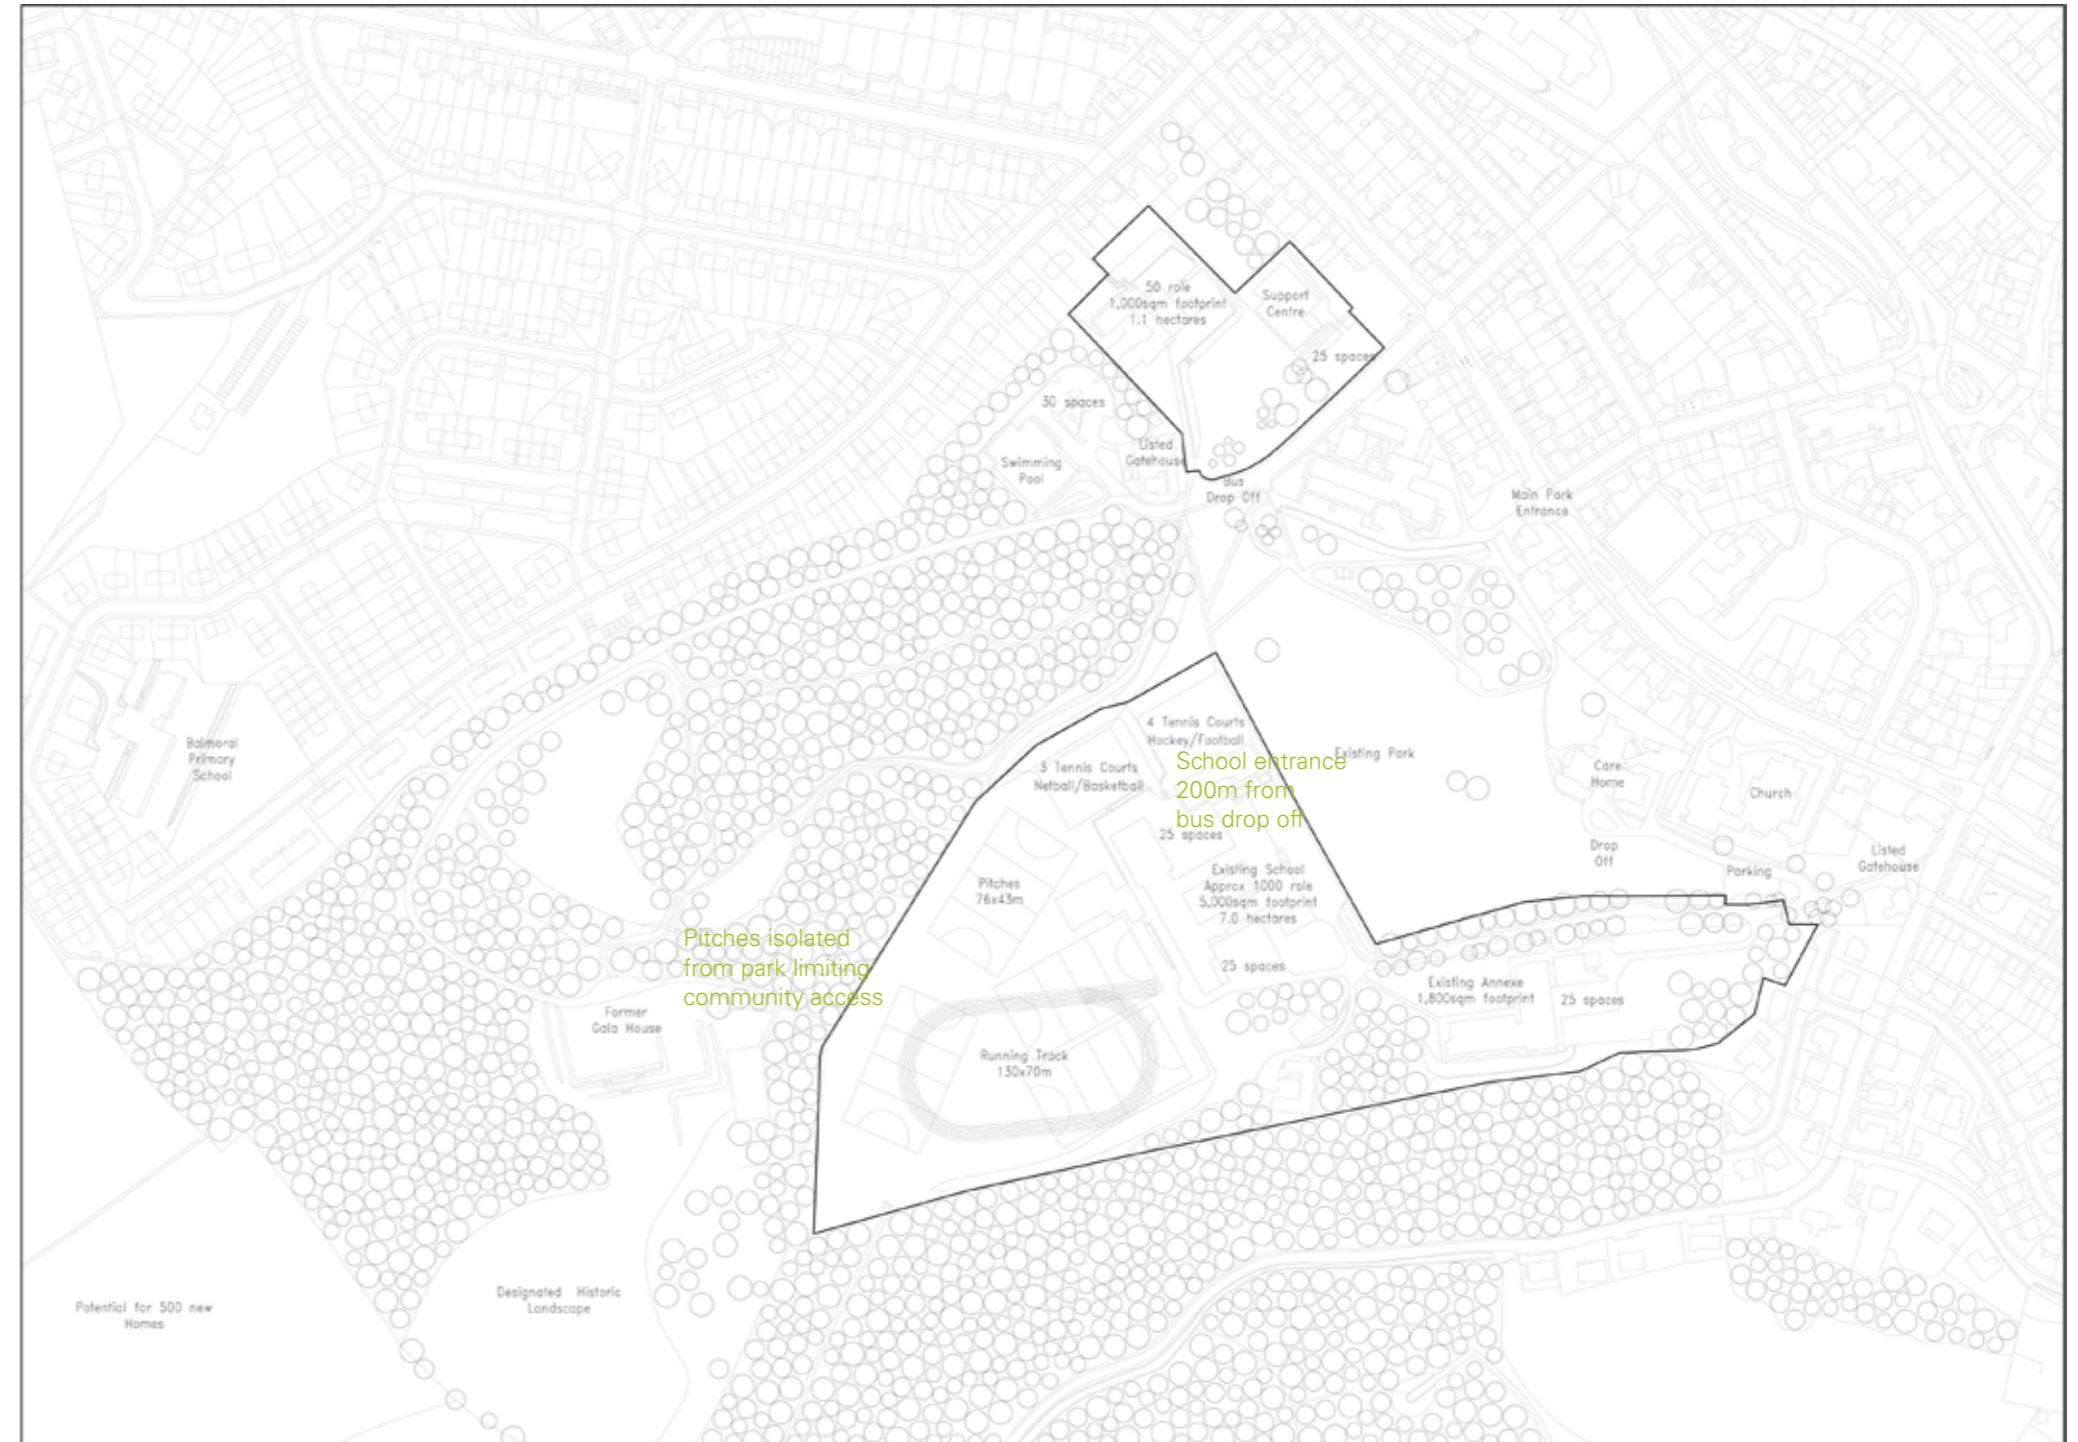 50 role
1,000sqm footprint
1.1 hectares
Support
Centre
25 spaces
30 spaces
Listed
Gatehouse
Swimming
Pool
Bus
Drop Off
Main Park
Entrance
Balmoral
Primary
School
4 Tennis Courts
Hockey/Football
3 Tennis Courts
Netball/Basketball
School entrance
200m from
bus drop off
Existing Park
25 spaces
Care
Home
Church
Drop
Off
Parking
Listed
Gatehouse
Pitches
76x43m
Existing School
Approx 1000 role
5,000sqm footprint
7.0 hectares
Pitches isolated
from park limiting
community access
25 spaces
Existing Annexe
1,800sqm footprint
25 spaces
Former
Gala House
Running Track
130x70m
Designated Historic
Landscape
Potential for 500 new
Homes